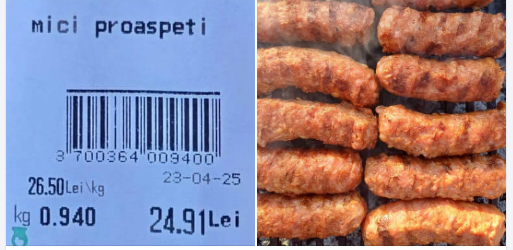 mici proaspeti
3 700364 009400
26.50Lei\kg
23-04-25
kg 0.940
24.91Lei